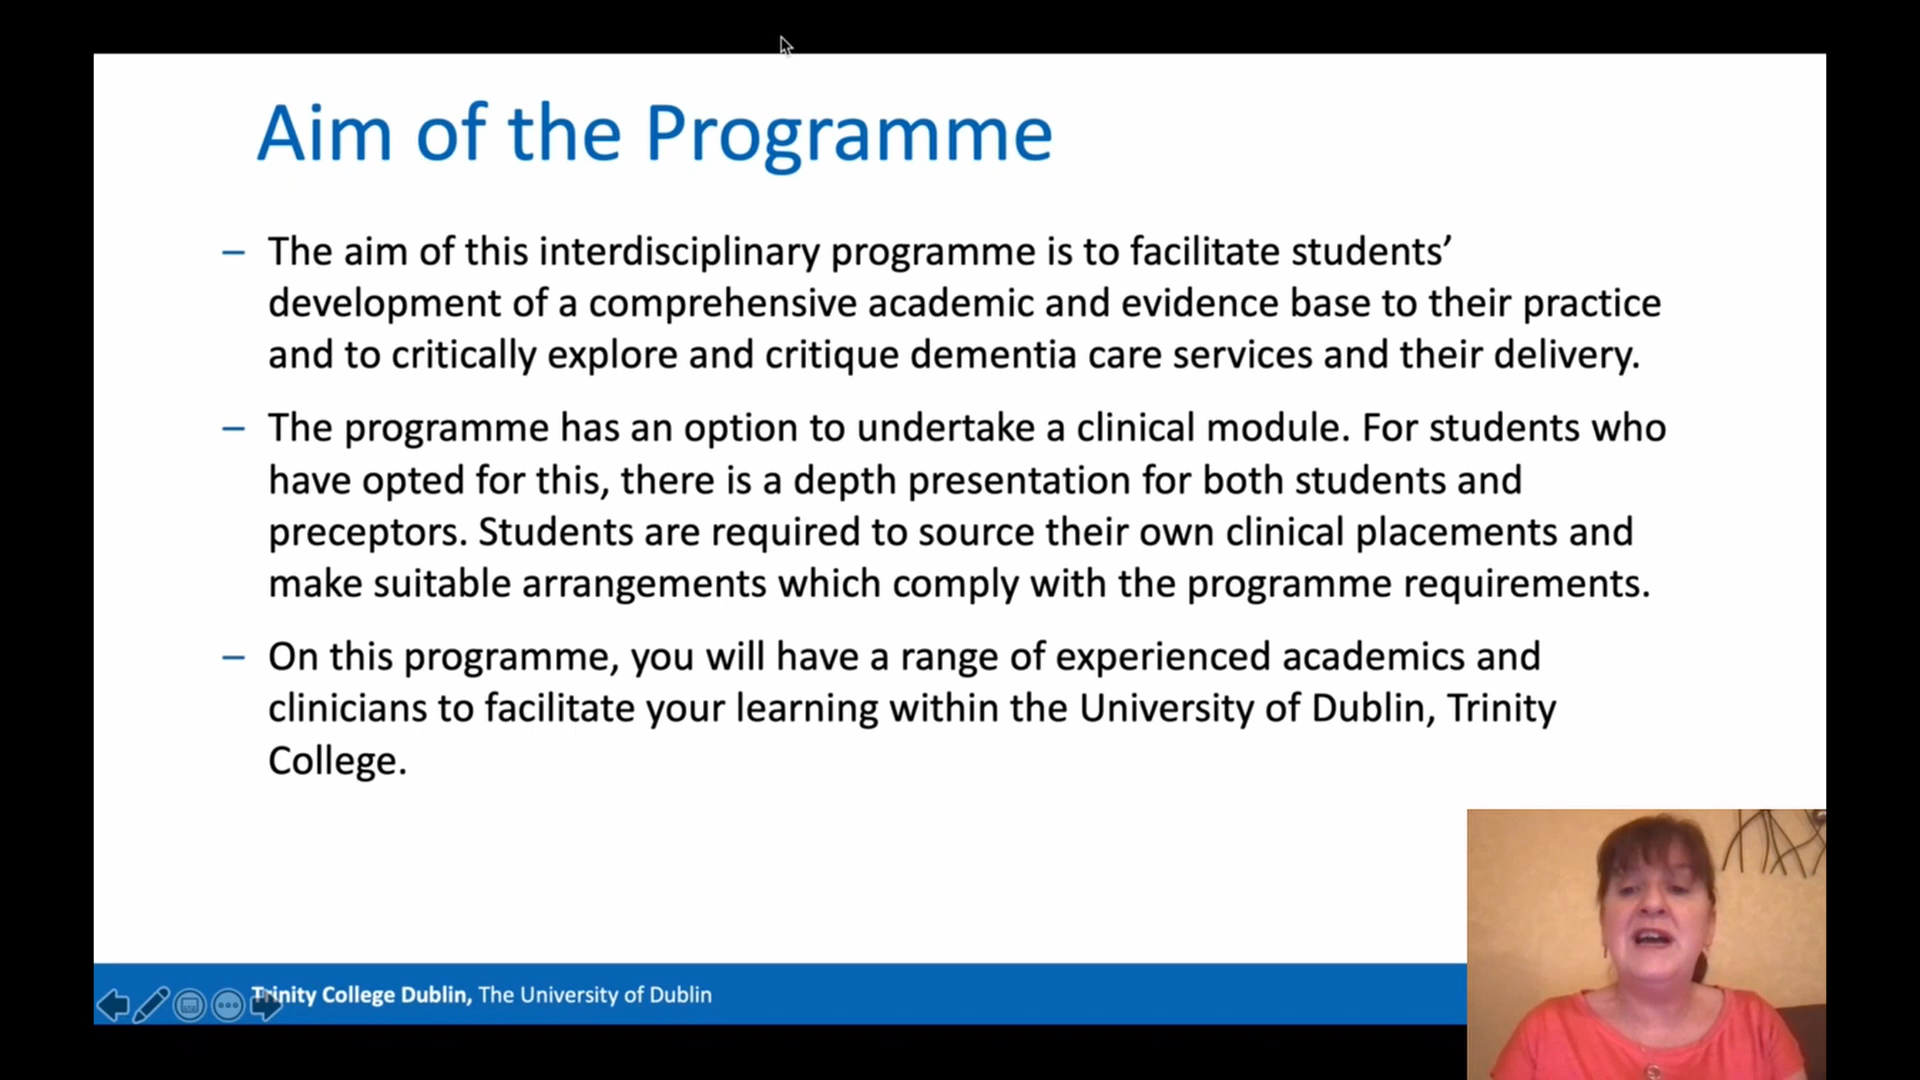 Aim of the Programme
– The aim of this interdisciplinary programme is to facilitate students’
development of a comprehensive academic and evidence base to their practice
and to critically explore and critique dementia care services and their delivery.
– The programme has an option to undertake a clinical module. For students who
have opted for this, there is a depth presentation for both students and
preceptors. Students are required to source their own clinical placements and
make suitable arrangements which comply with the programme requirements.
– On this programme, you will have a range of experienced academics and
clinicians to facilitate your learning within the University of Dublin, Trinity
College.
Trinity College Dublin, The University of Dublin